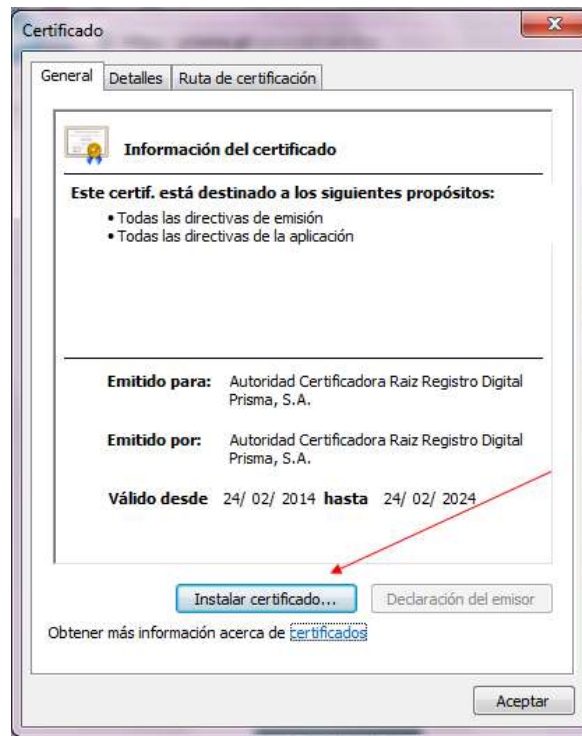 Certificado
General Detalles Ruta de certificación
Información del certificado
Este certif. está destinado a los siguientes propósitos:
• Todas las directivas de emisión
• Todas las directivas de la aplicación
Emitido para: Autoridad Certificadora Raiz Registro Digital
Prisma, S.A.
Emitido por: Autoridad Certificadora Raiz Registro Digital
Prisma, S.A.
Válido desde 24/ 02/ 2014 hasta 24/ 02/ 2024
Instalar certificado... Declaración del emisor
Obtener más información acerca de certificados
Aceptar